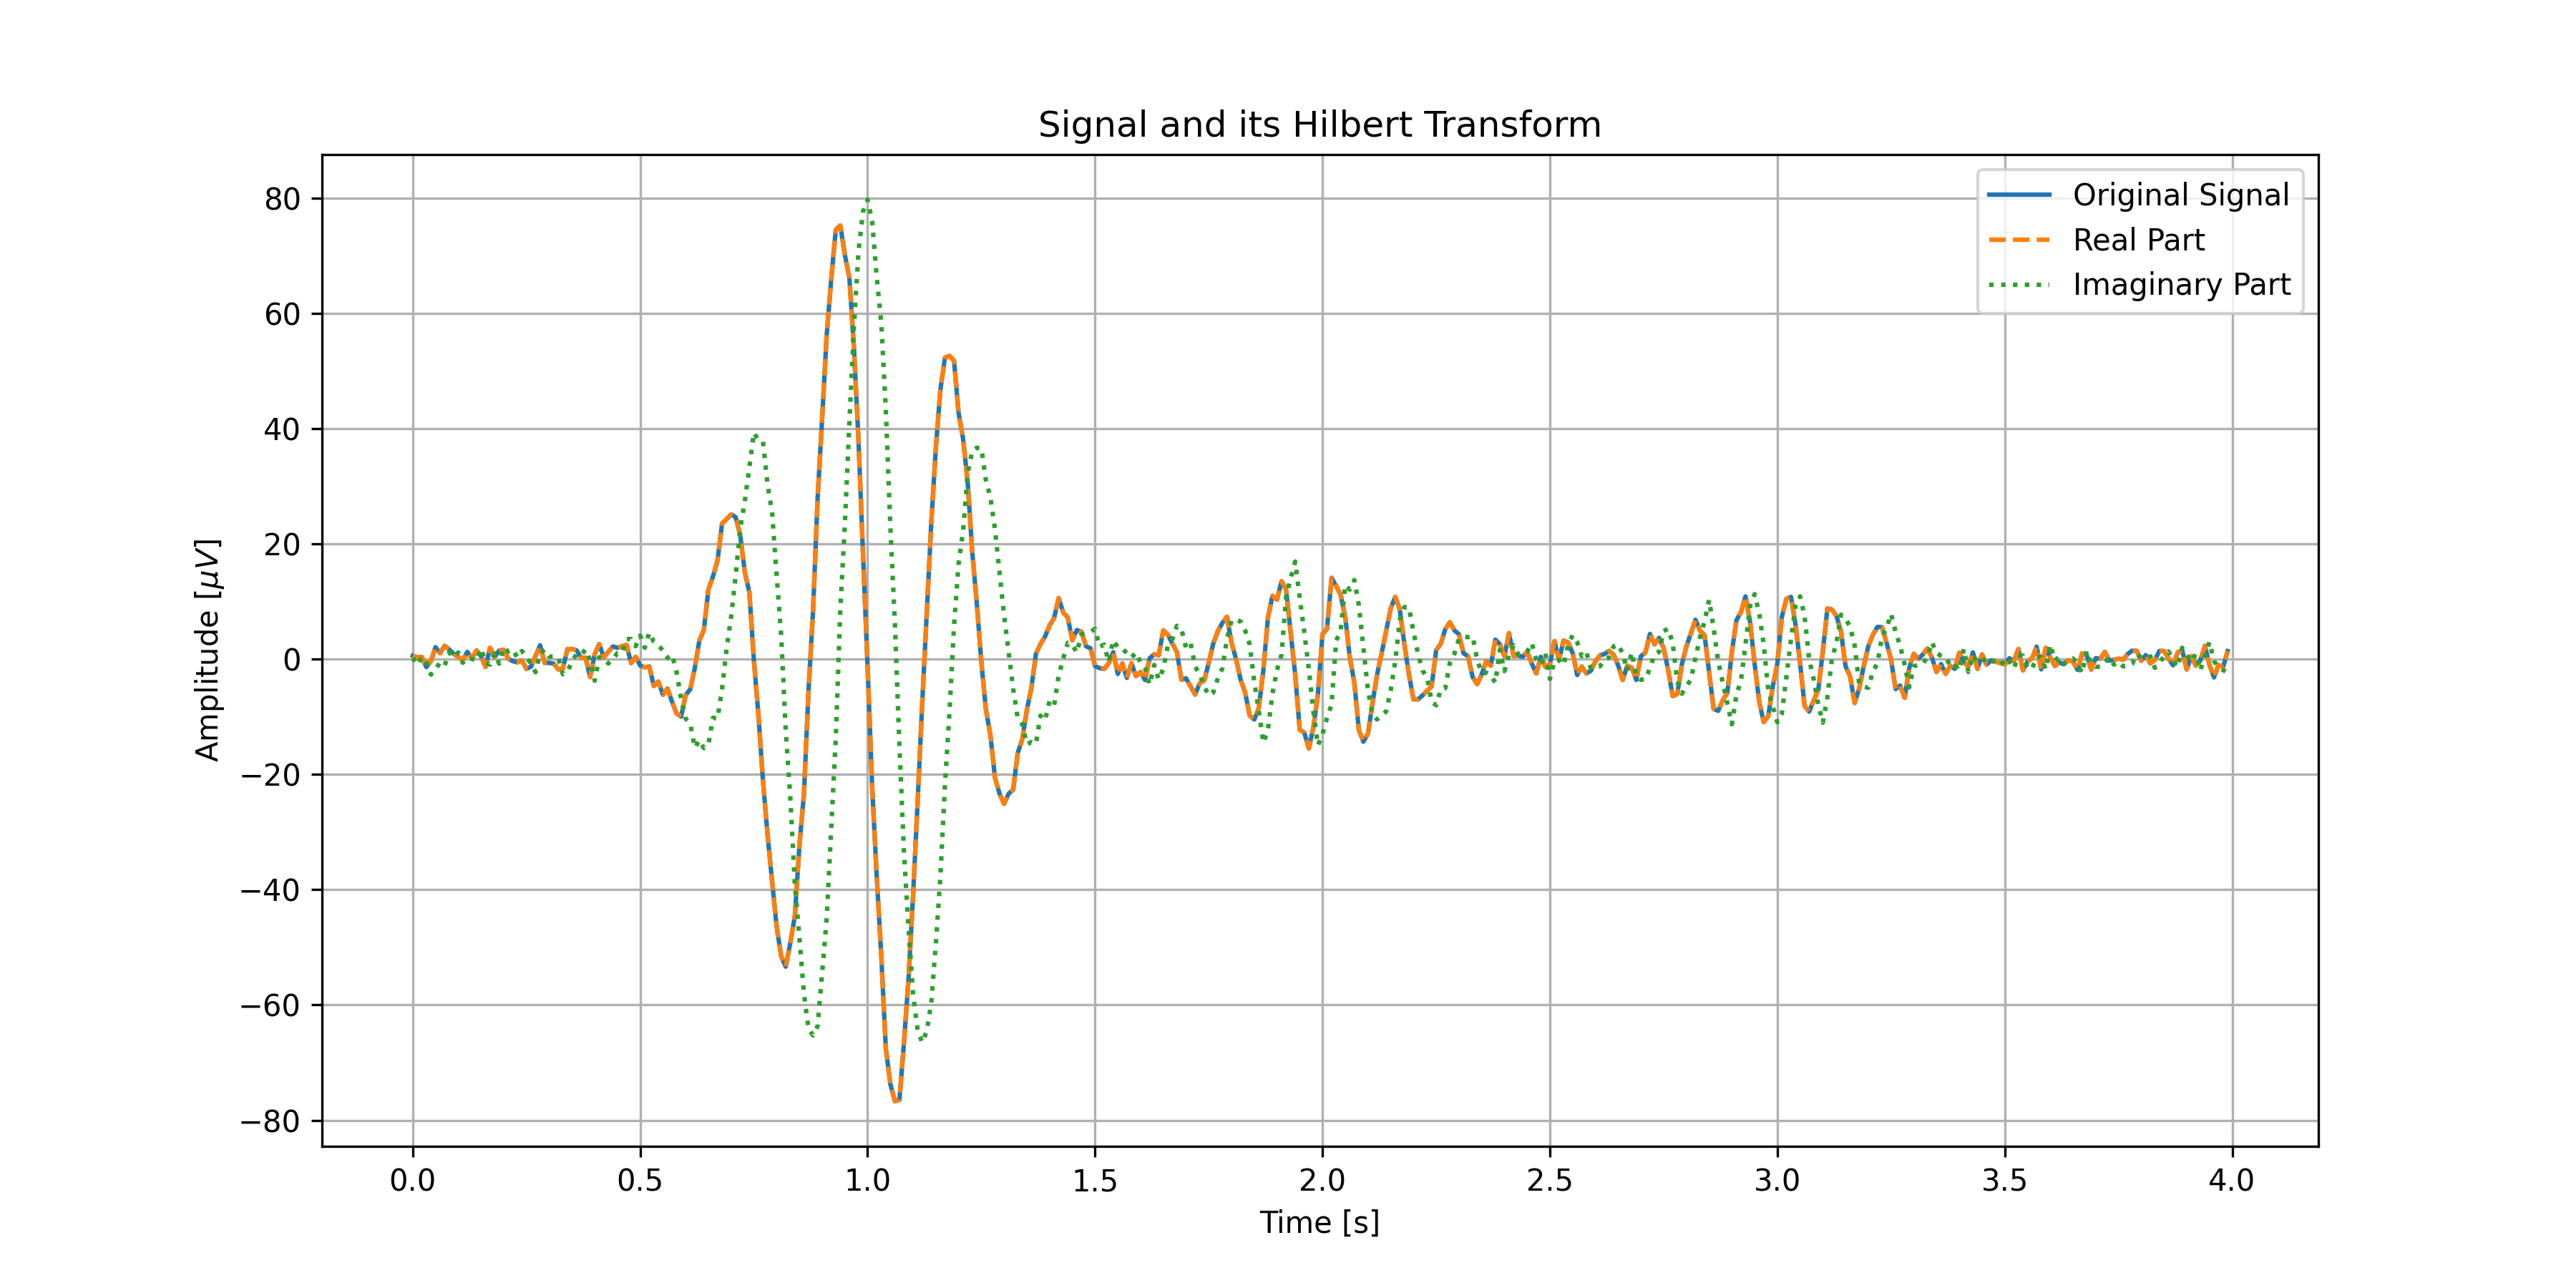 Signal and its Hilbert Transform
Original Signal
Real Part
Imaginary Part
Amplitude [μV]
80
60
40
20
0
−20
−40
−60
−80
0.0 0.5 1.0 1.5 2.0 2.5 3.0 3.5 4.0
Time [s]